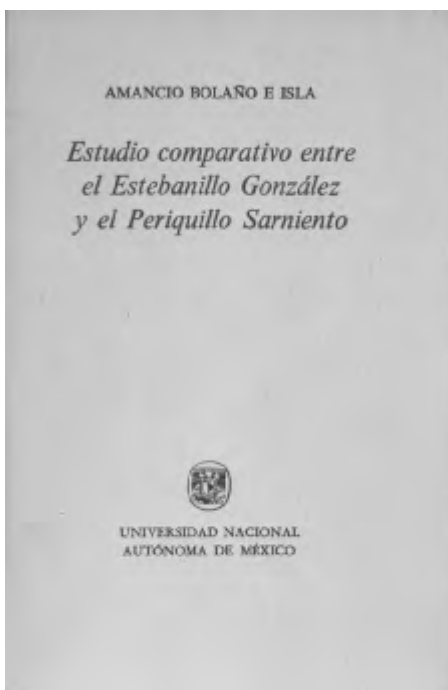 AMANCIO BOLAÑO E ISLA
Estudio comparativo entre
el Estebanillo González
y el Periquillo Sarniento
UNIVERSIDAD NACIONAL
AUTÓNOMA DE MÉXICO